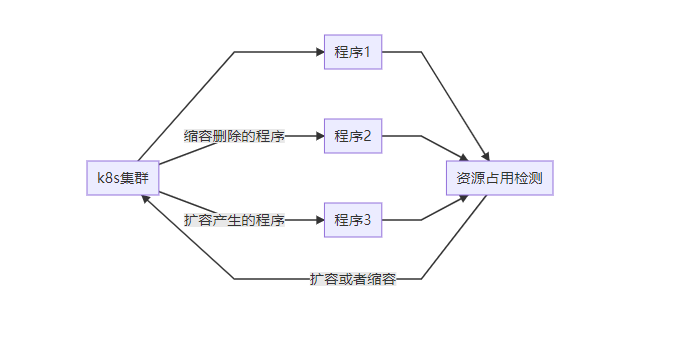 程序1
缩容删除的程序
程序2
k8s集群
资源占用检测
扩容产生的程序
程序3
扩容或者缩容